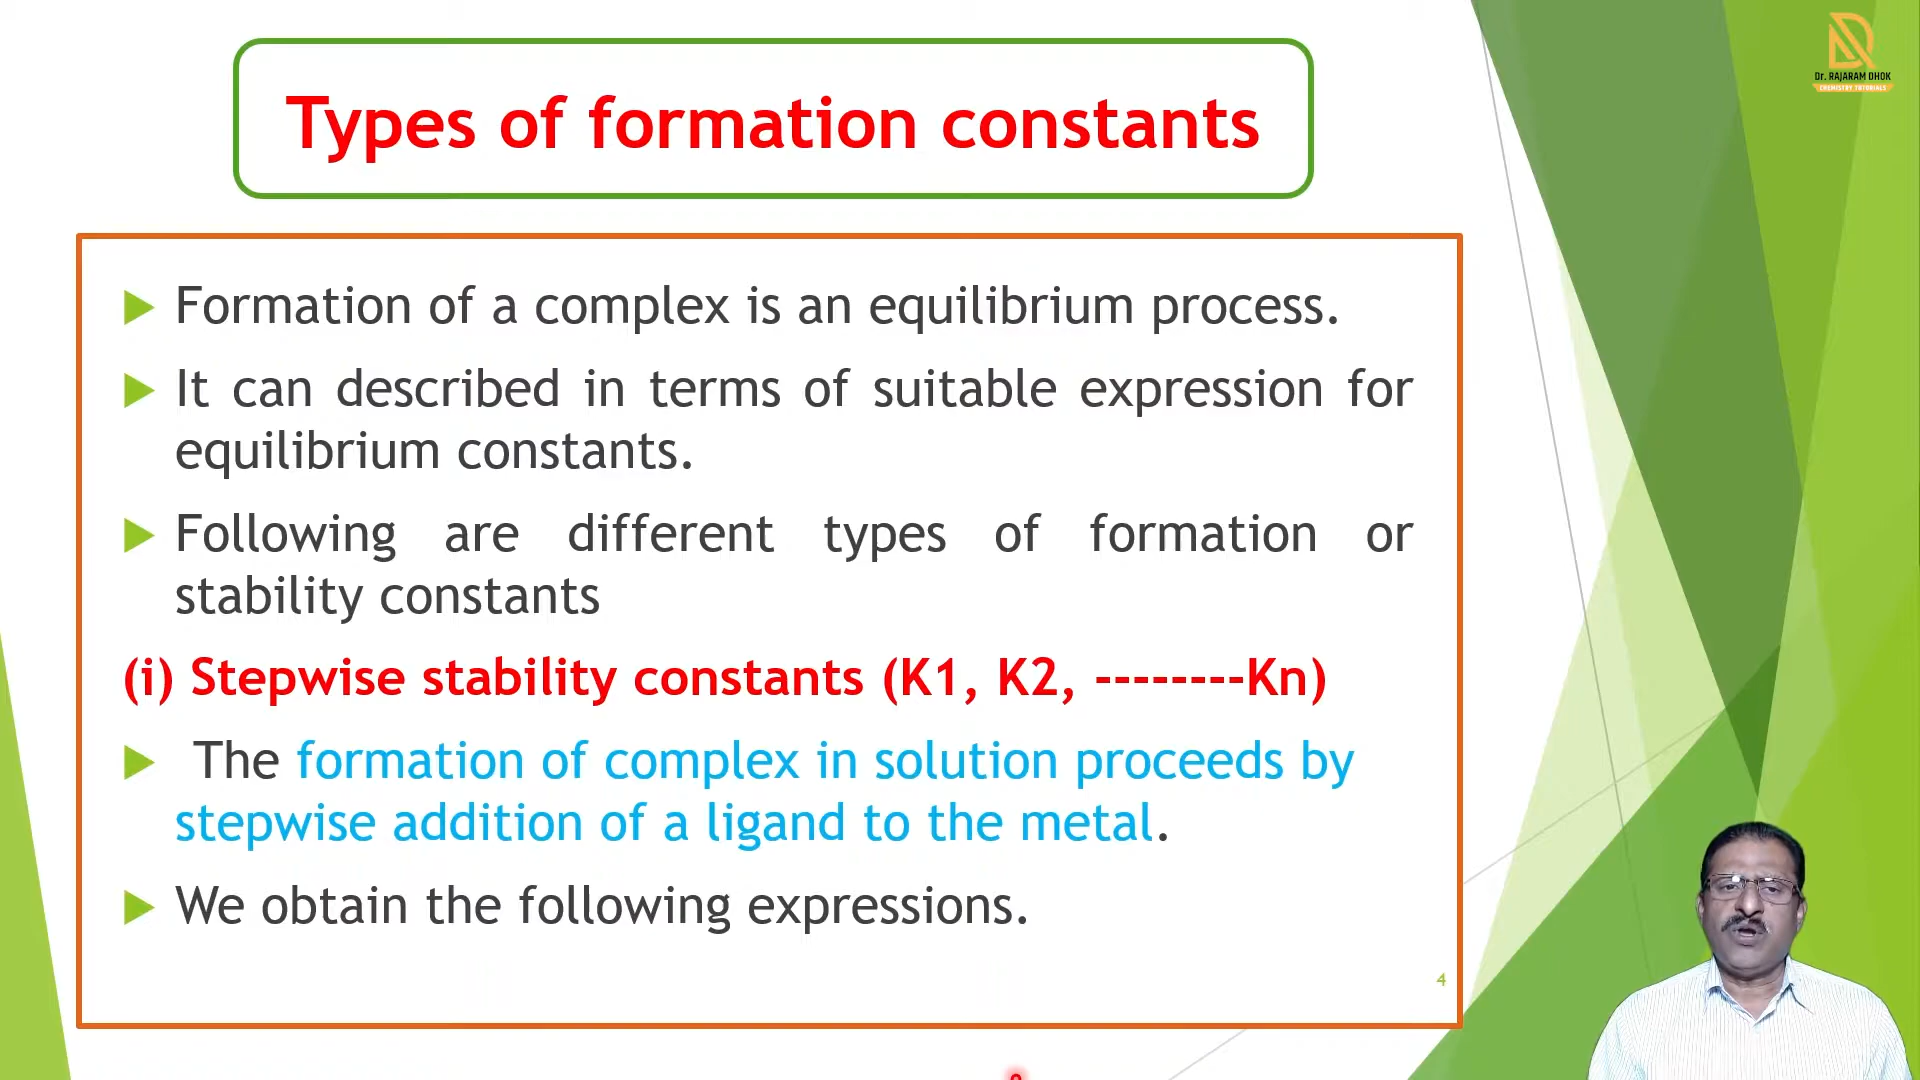 Dr. RAJARAM DHOK
CHEMISTRY TUTORIALS
Types of formation constants
Formation of a complex is an equilibrium process.
It can described in terms of suitable expression for
equilibrium constants.
Following are different types of formation or
stability constants
(i) Stepwise stability constants (K1, K2, --------Kn)
The formation of complex in solution proceeds by
stepwise addition of a ligand to the metal.
We obtain the following expressions.
4